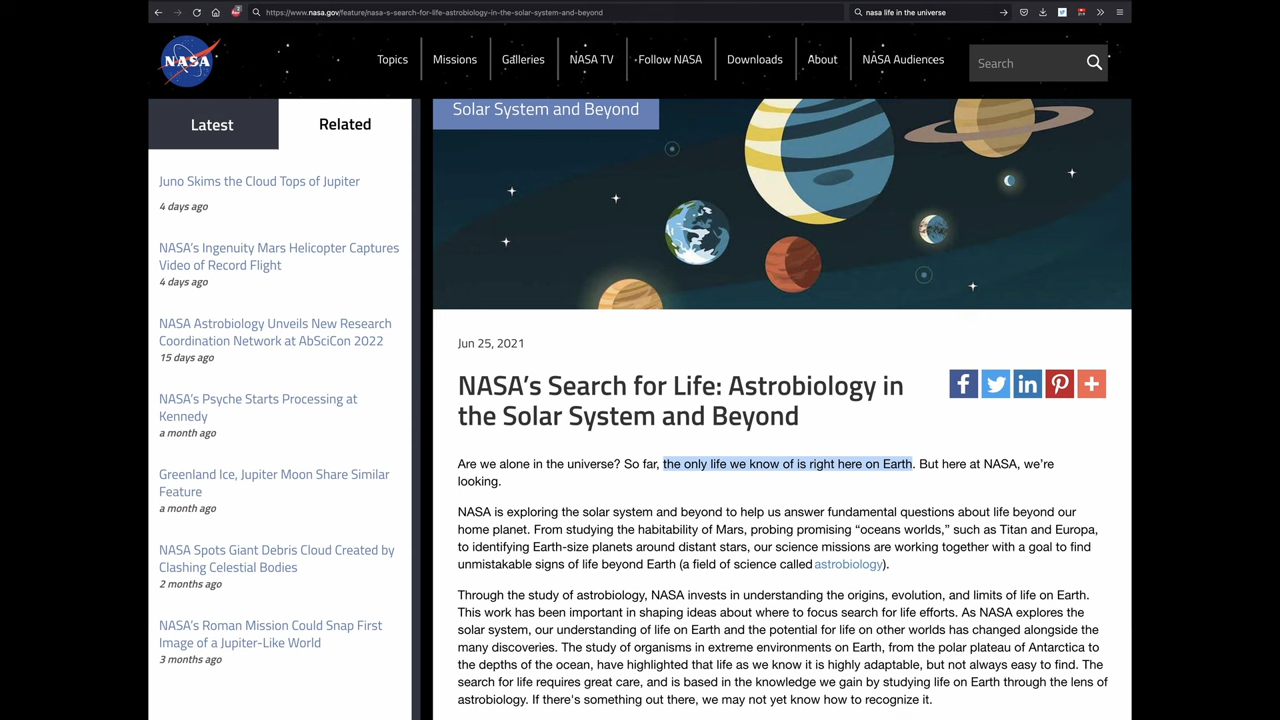 https://www.nasa.gov/feature/nasa-s-search-for-life-astrobiology-in-the-solar-system-and-beyond
nasa life in the universe
NASA
Topics
Missions
Galleries
NASA TV
Follow NASA
Downloads
About
NASA Audiences
Search
Latest
Related
Juno Skims the Cloud Tops of Jupiter
4 days ago
NASA's Ingenuity Mars Helicopter Captures
Video of Record Flight
4 days ago
NASA Astrobiology Unveils New Research
Coordination Network at AbSciCon 2022
15 days ago
NASA's Psyche Starts Processing at
Kennedy
a month ago
Greenland Ice, Jupiter Moon Share Similar
Feature
a month ago
NASA Spots Giant Debris Cloud Created by
Clashing Celestial Bodies
2 months ago
NASA's Roman Mission Could Snap First
Image of a Jupiter-Like World
3 months ago
Solar System and Beyond
Jun 25, 2021
NASA's Search for Life: Astrobiology in
the Solar System and Beyond
Are we alone in the universe? So far, the only life we know of is right here on Earth. But here at NASA, we're
looking.
NASA is exploring the solar system and beyond to help us answer fundamental questions about life beyond our
home planet. From studying the habitability of Mars, probing promising “oceans worlds,” such as Titan and Europa,
to identifying Earth-size planets around distant stars, our science missions are working together with a goal to find
unmistakable signs of life beyond Earth (a field of science called astrobiology).
Through the study of astrobiology, NASA invests in understanding the origins, evolution, and limits of life on Earth.
This work has been important in shaping ideas about where to focus search for life efforts. As NASA explores the
solar system, our understanding of life on Earth and the potential for life on other worlds has changed alongside the
many discoveries. The study of organisms in extreme environments on Earth, from the polar plateau of Antarctica to
the depths of the ocean, have highlighted that life as we know it is highly adaptable, but not always easy to find. The
search for life requires great care, and is based in the knowledge we gain by studying life on Earth through the lens of
astrobiology. If there's something out there, we may not yet know how to recognize it.